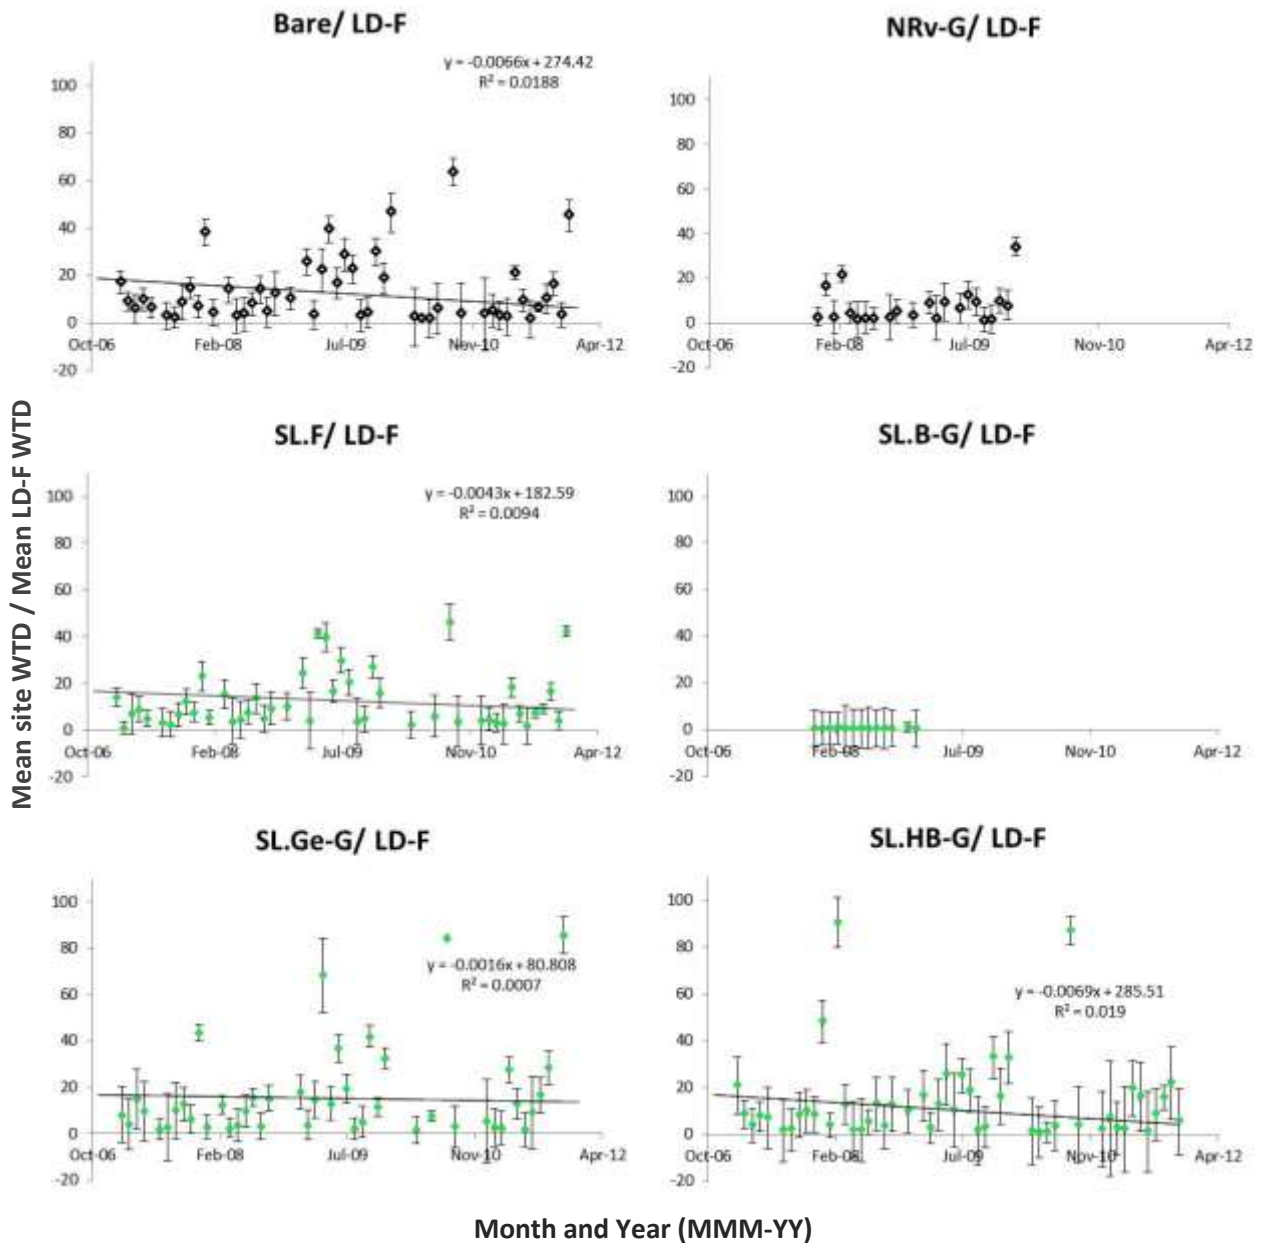 Bare/ LD-F
y = -0.0066x + 274.42
R² = 0.0188
100
80
60
40
20
0
-20
Oct-06 Feb-08 Jul-09 Nov-10 Apr-12
NRv-G/ LD-F
100
80
60
40
20
0
-20
Oct-06 Feb-08 Jul-09 Nov-10 Apr-12
Mean site WTD / Mean LD-F WTD
SL.F/ LD-F
y = -0.0043x + 182.59
R² = 0.0094
100
80
60
40
20
0
-20
Oct-06 Feb-08 Jul-09 Nov-10 Apr-12
SL.B-G/ LD-F
100
80
60
40
20
0
-20
Oct-06 Feb-08 Jul-09 Nov-10 Apr-12
SL.Ge-G/ LD-F
y = -0.0016x + 80.808
R² = 0.0007
100
80
60
40
20
0
-20
Oct-06 Feb-08 Jul-09 Nov-10 Apr-12
SL.HB-G/ LD-F
y = -0.0069x + 285.51
R² = 0.019
100
80
60
40
20
0
-20
Oct-06 Feb-08 Jul-09 Nov-10 Apr-12
Month and Year (MMM-YY)